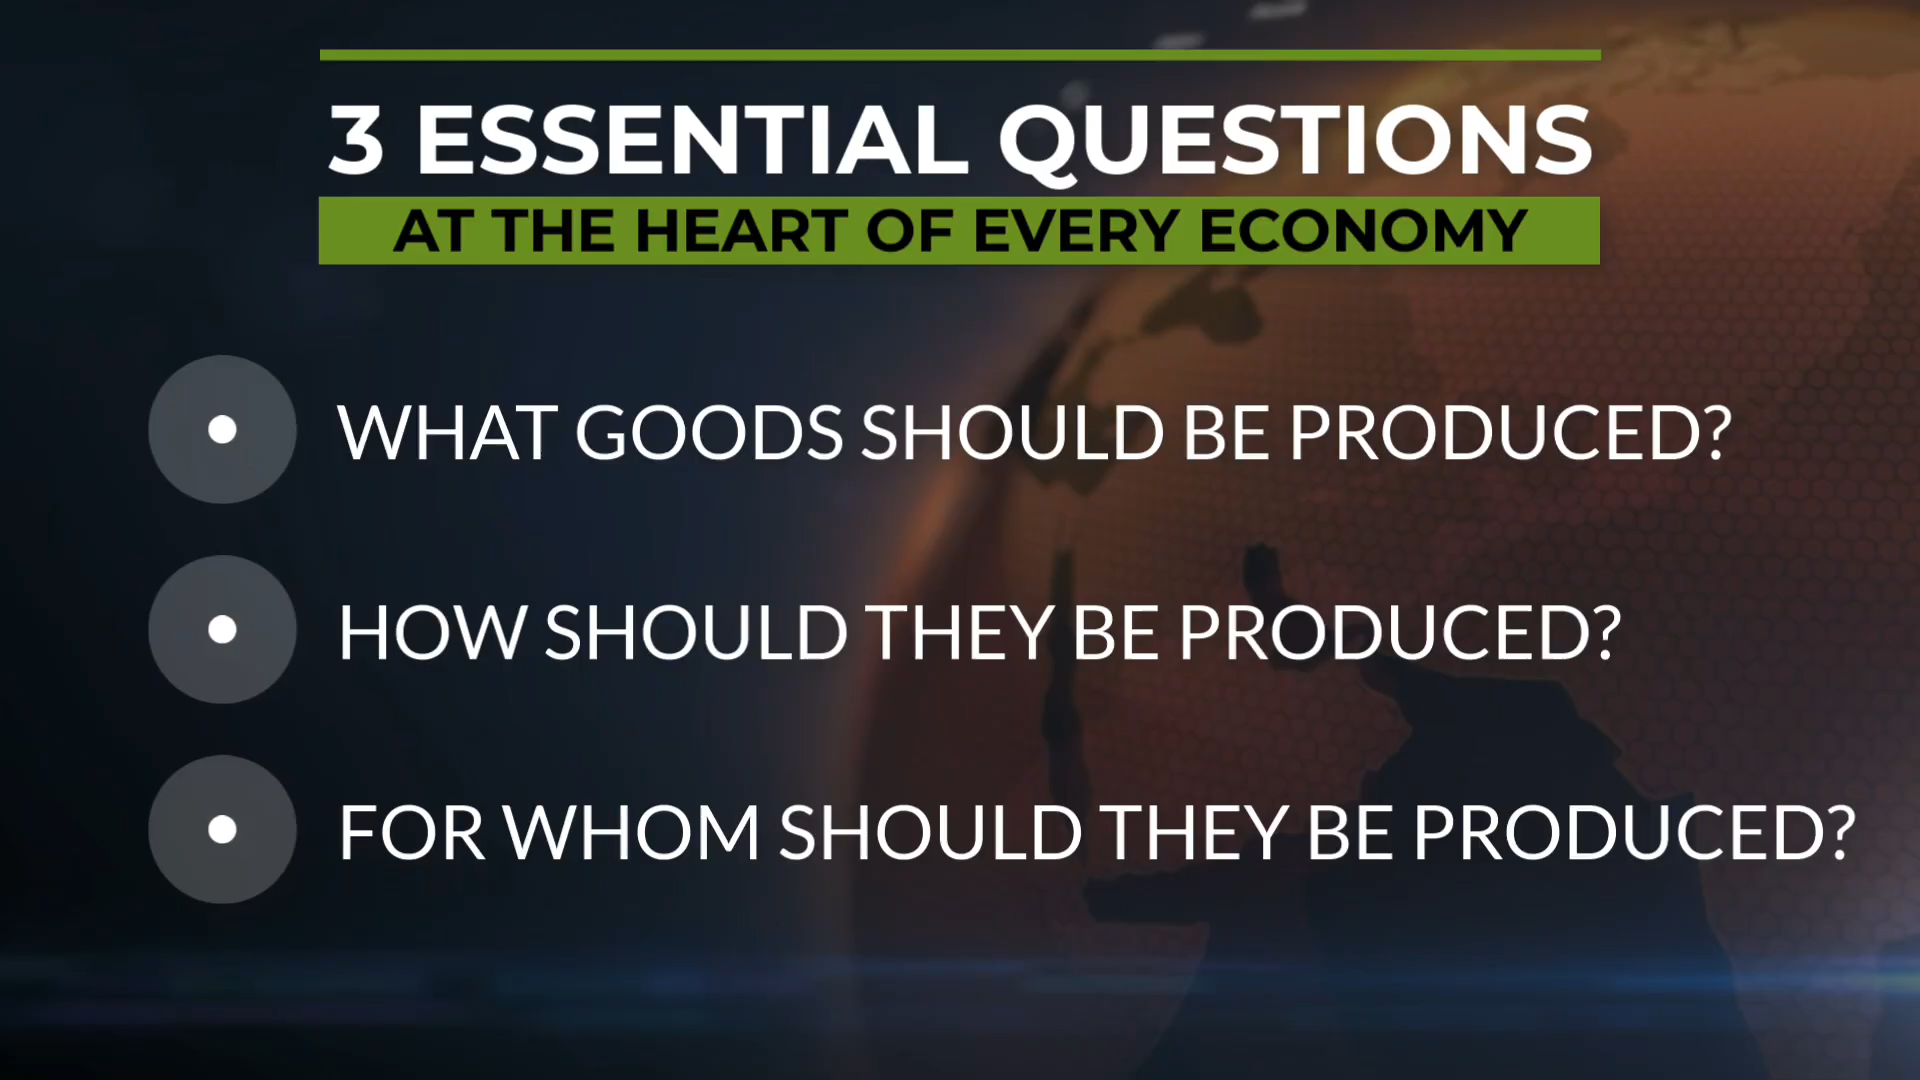 3 ESSENTIAL QUESTIONS
AT THE HEART OF EVERY ECONOMY
WHAT GOODS SHOULD BE PRODUCED?
HOW SHOULD THEY BE PRODUCED?
FOR WHOM SHOULD THEY BE PRODUCED?